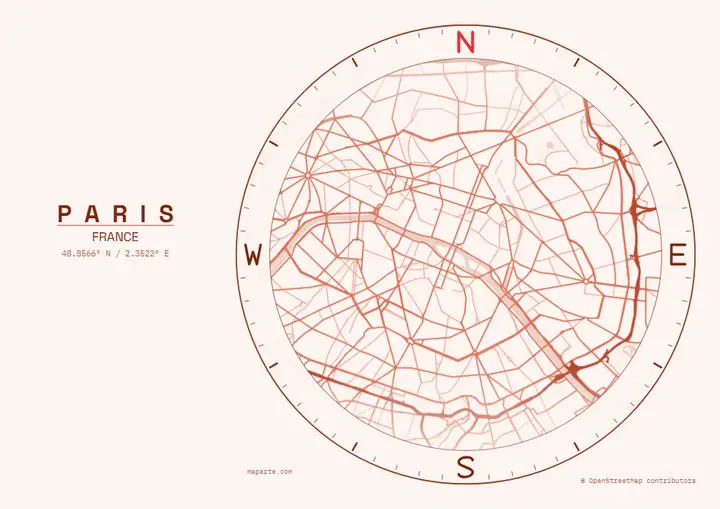 N
PARIS
FRANCE
48.8566° N / 2.3522° E
W
E
S
maparte.com
© OpenStreetMap contributors